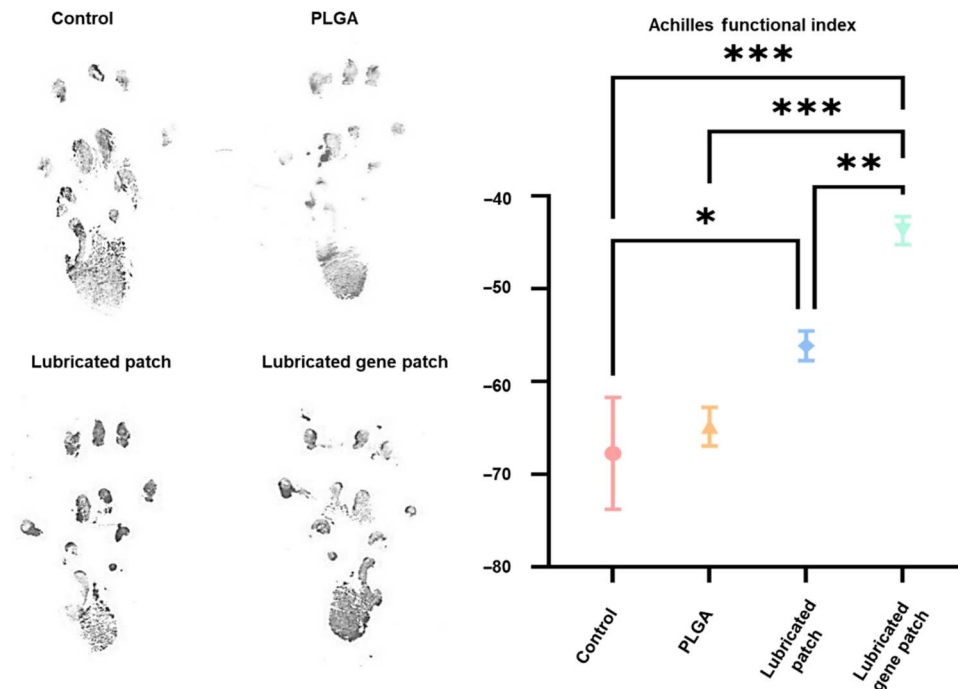 Control
PLGA
Lubricated patch
Lubricated gene patch
Achilles functional index
***
***
**
*
−40
−50
−60
−70
−80
Control
PLGA
Lubricated
patch
Lubricated
gene patch